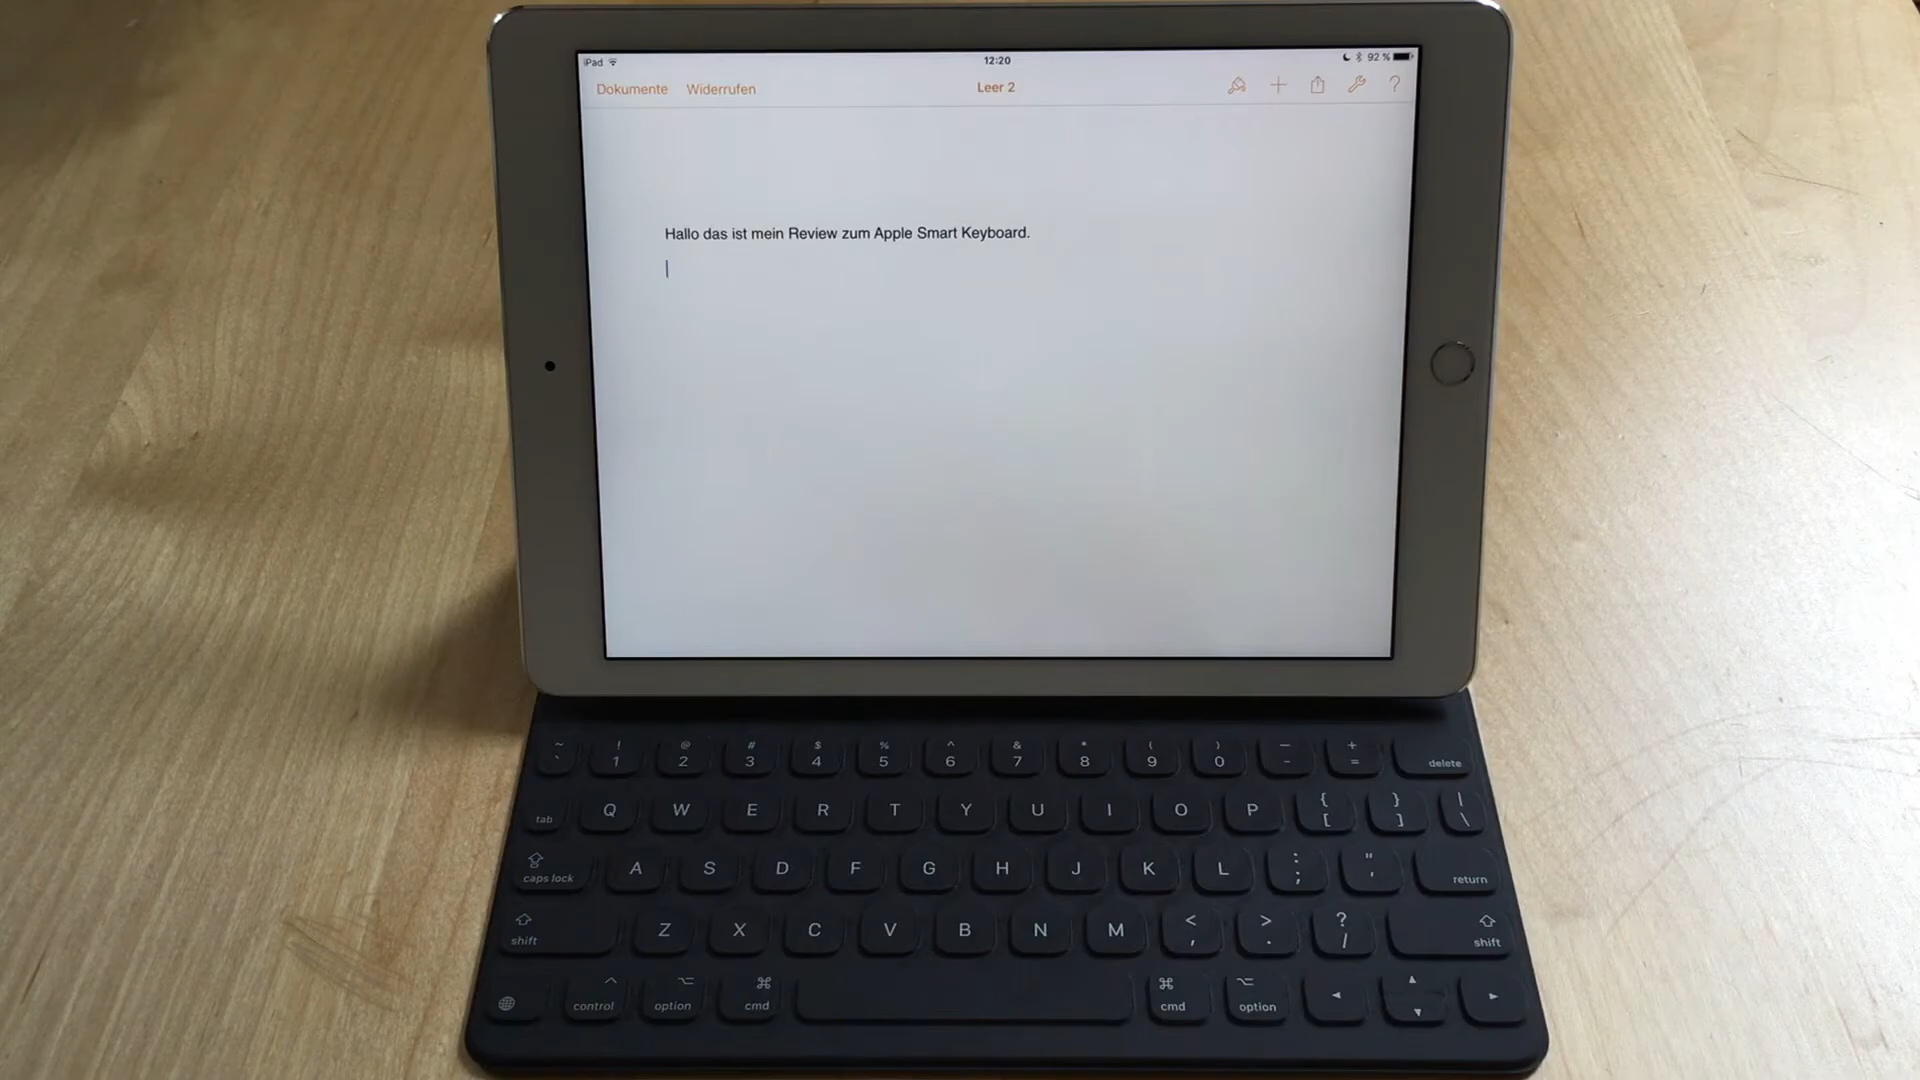 iPad 12:20 92 %
Dokumente Widerrufen Leer 2 ?
Hallo das ist mein Review zum Apple Smart Keyboard.
~ ! @ # $ % ^ & * ( ) — +
` 1 2 3 4 5 6 7 8 9 0 - = delete
tab Q W E R T Y U I O P { [ } ] | \
caps lock A S D F G H J K L : ; " ' return
shift Z X C V B N M < , > . ? / shift
control option cmd cmd option